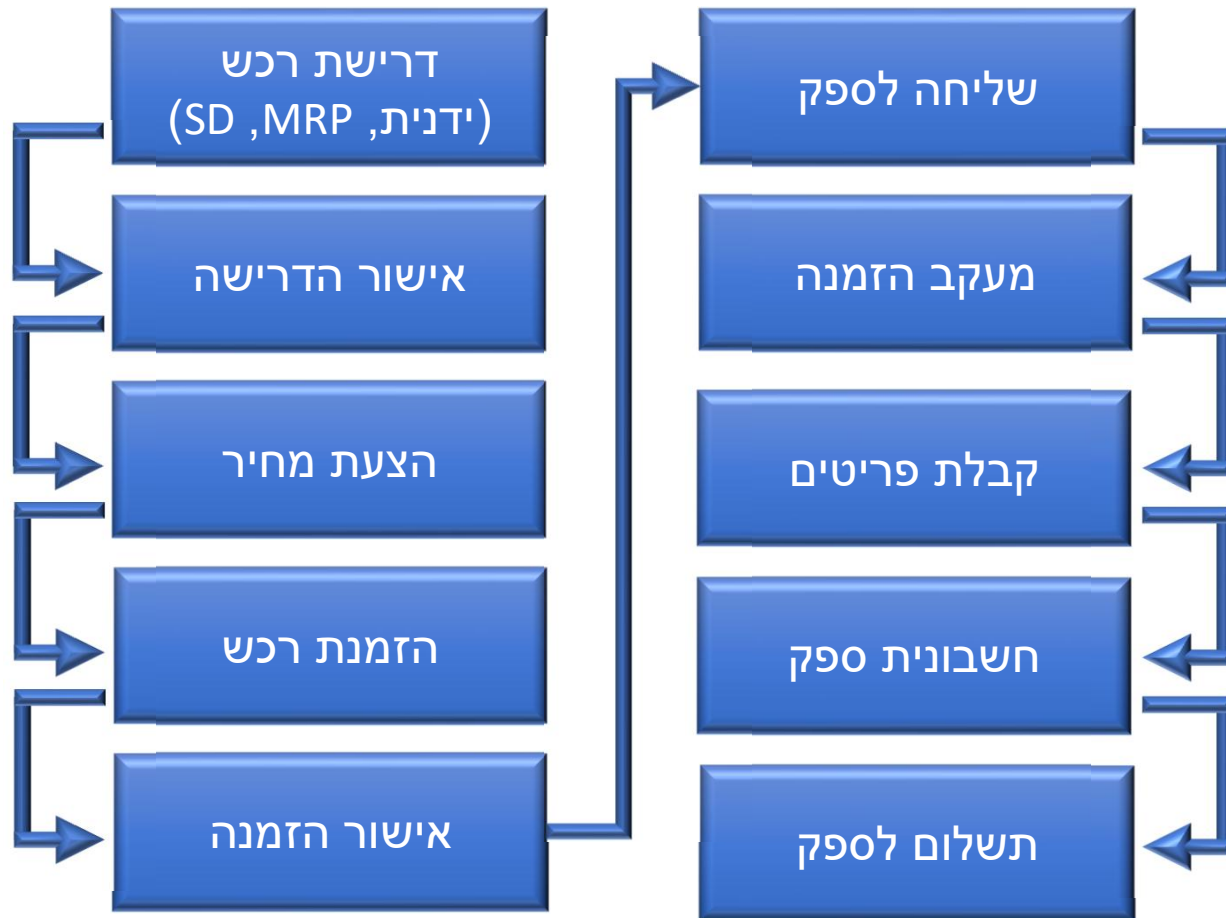 דרישת רכש
(ידנית, MRP, SD)
אישור הדרישה
הצעת מחיר
הזמנת רכש
אישור הזמנה
שליחה לספק
מעקב הזמנה
קבלת פריטים
חשבונית ספק
תשלום לספק